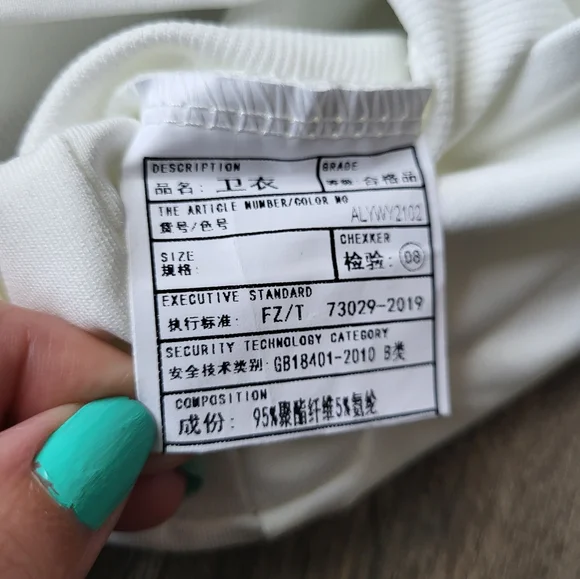 DESCRIPTION
品名: 卫衣
GRADE
等级: 合格品
THE ARTICLE NUMBER/COLOR NO
货号/色号 ALYWY2102
SIZE
规格:
CHEXKER
检验: 08
EXECUTIVE STANDARD
执行标准: FZ/T 73029-2019
SECURITY TECHNOLOGY CATEGORY
安全技术类别: GB18401-2010 B类
COMPOSITION
成份: 95%聚酯纤维5%氨纶